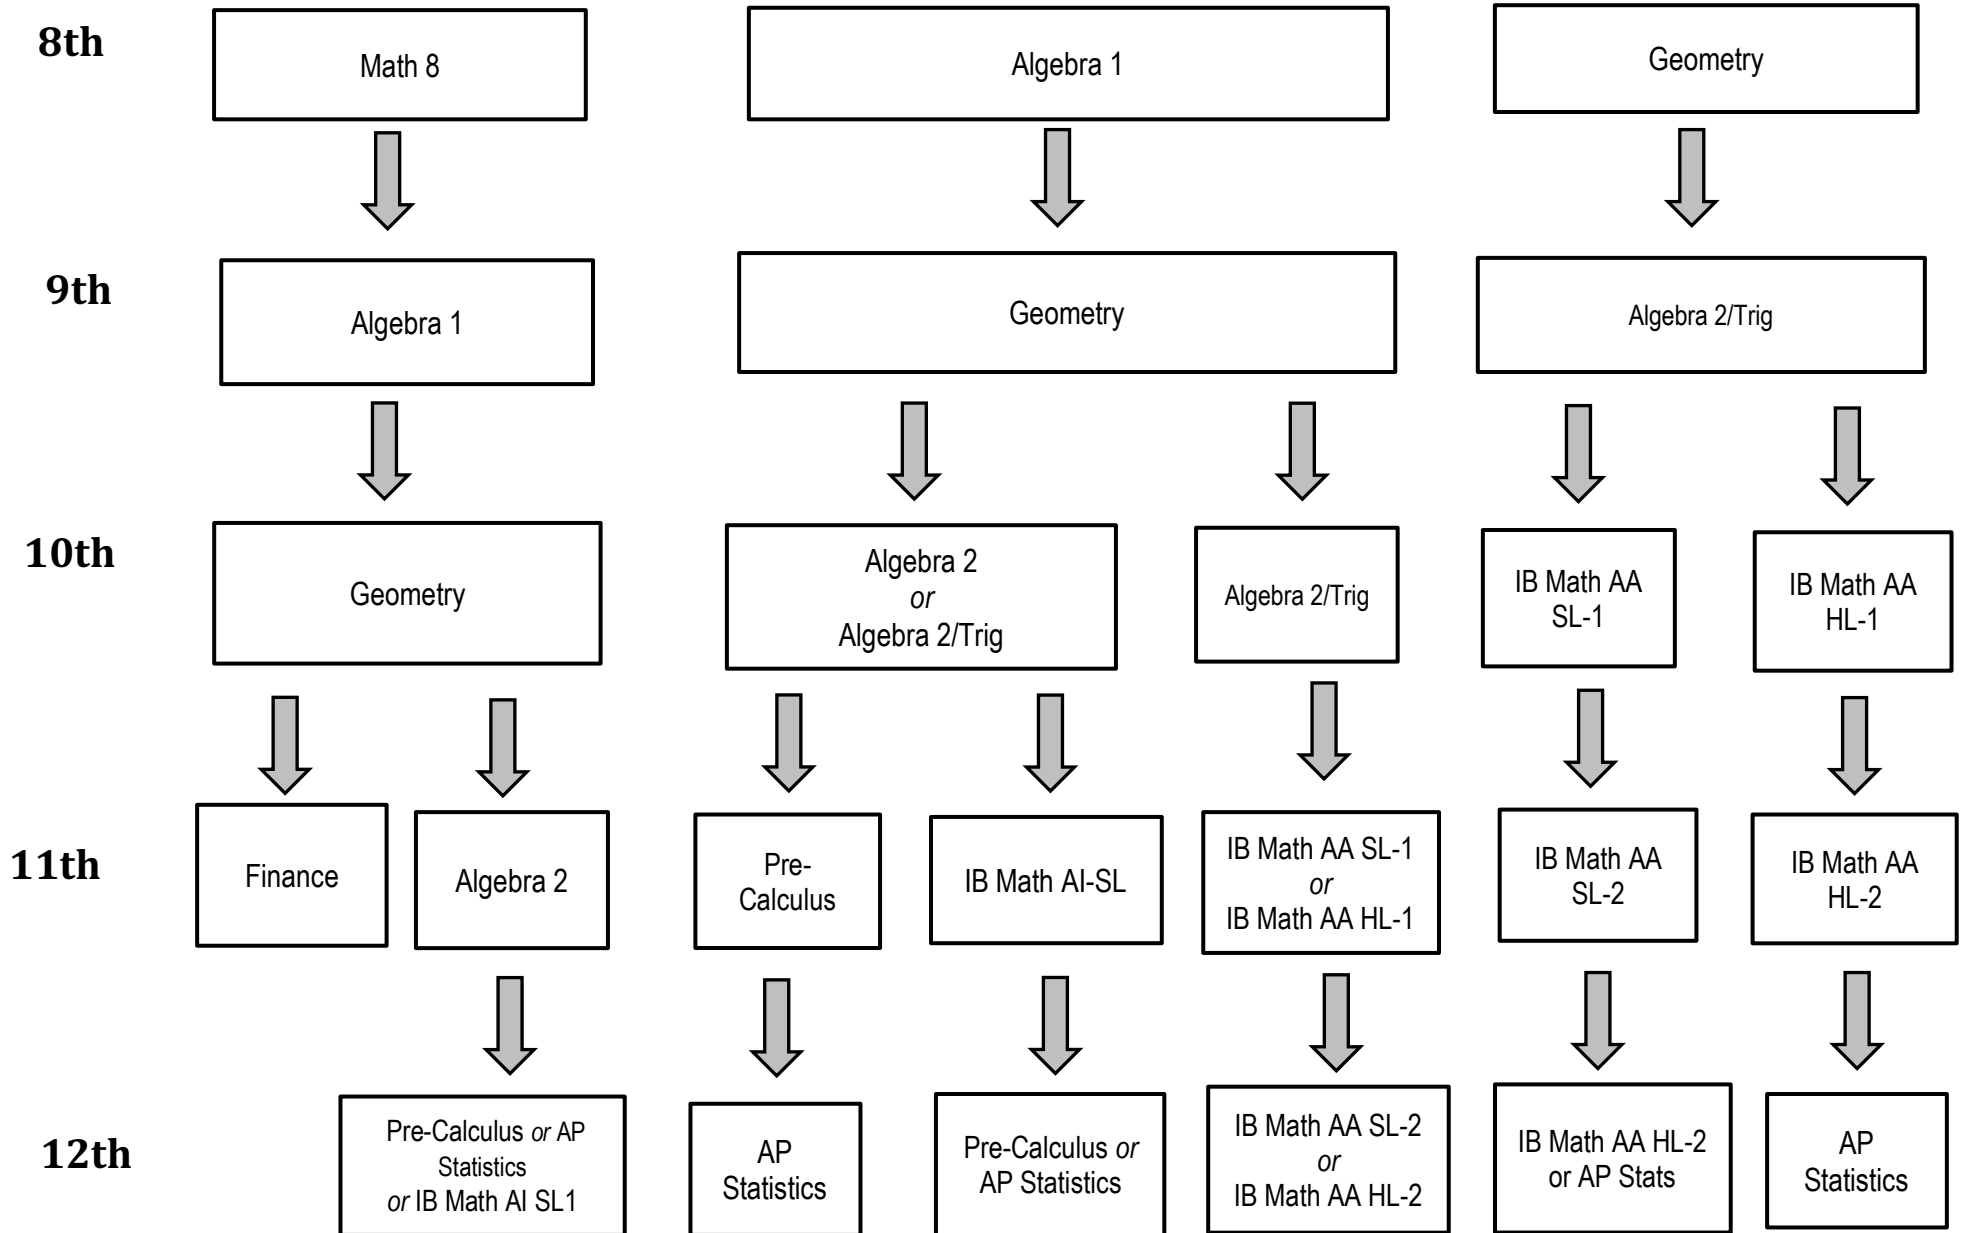 8th
Math 8
Algebra 1
Geometry
9th
Algebra 1
Geometry
Algebra 2/Trig
10th
Geometry
Algebra 2
or
Algebra 2/Trig
Algebra 2/Trig
IB Math AA
SL-1
IB Math AA
HL-1
11th
Finance
Algebra 2
Pre-
Calculus
IB Math AI-SL
IB Math AA SL-1
or
IB Math AA HL-1
IB Math AA
SL-2
IB Math AA
HL-2
12th
Pre-Calculus or AP
Statistics
or IB Math AI SL1
AP
Statistics
Pre-Calculus or
AP Statistics
IB Math AA SL-2
or
IB Math AA HL-2
IB Math AA HL-2
or AP Stats
AP
Statistics